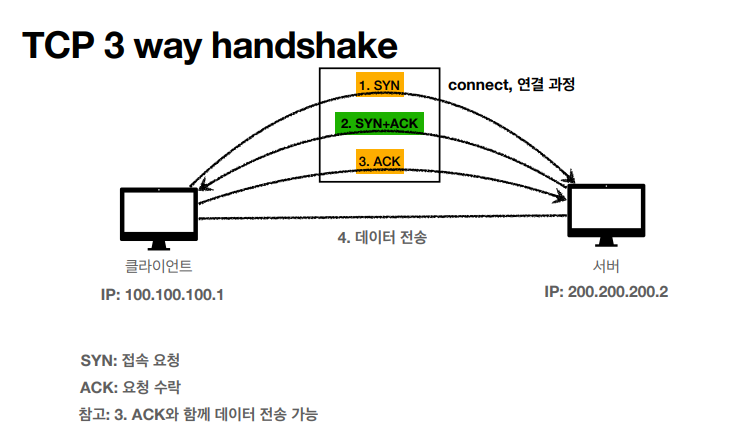 TCP 3 way handshake
1. SYN
connect, 연결 과정
2. SYN+ACK
3. ACK
4. 데이터 전송
클라이언트
서버
IP: 100.100.100.1
IP: 200.200.200.2
SYN: 접속 요청
ACK: 요청 수락
참고: 3. ACK와 함께 데이터 전송 가능